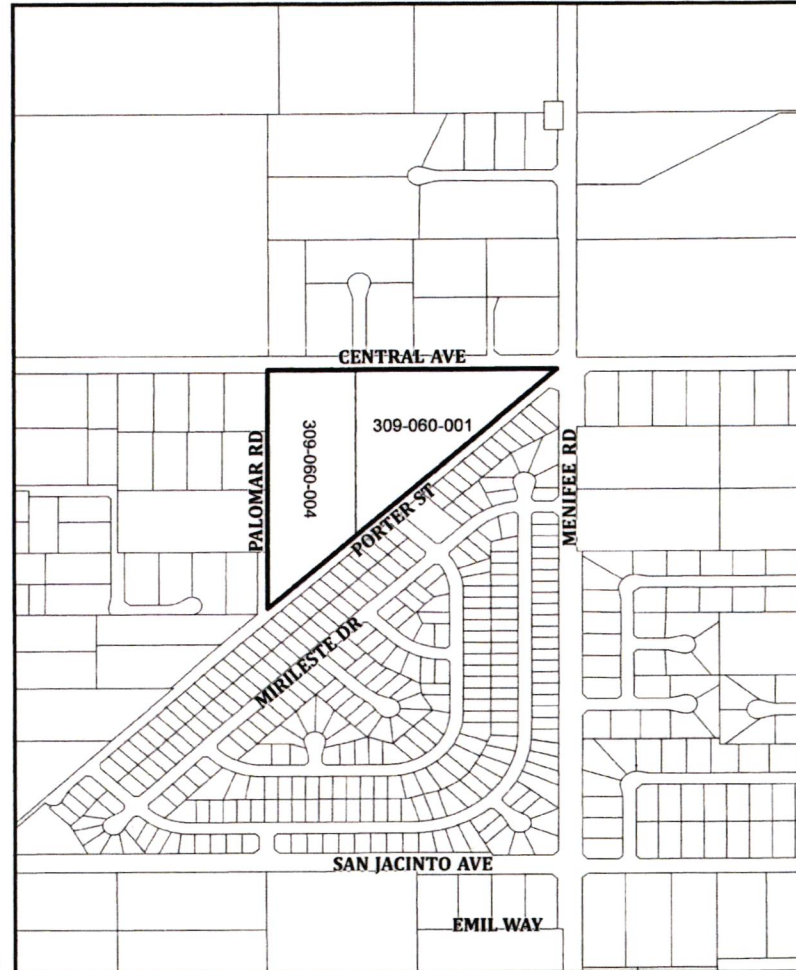 CENTRAL AVE
309-060-001
309-060-004
PALOMAR RD
MENIFEE RD
PORTER ST
MIRILESTE DR
SAN JACINTO AVE
EMIL WAY